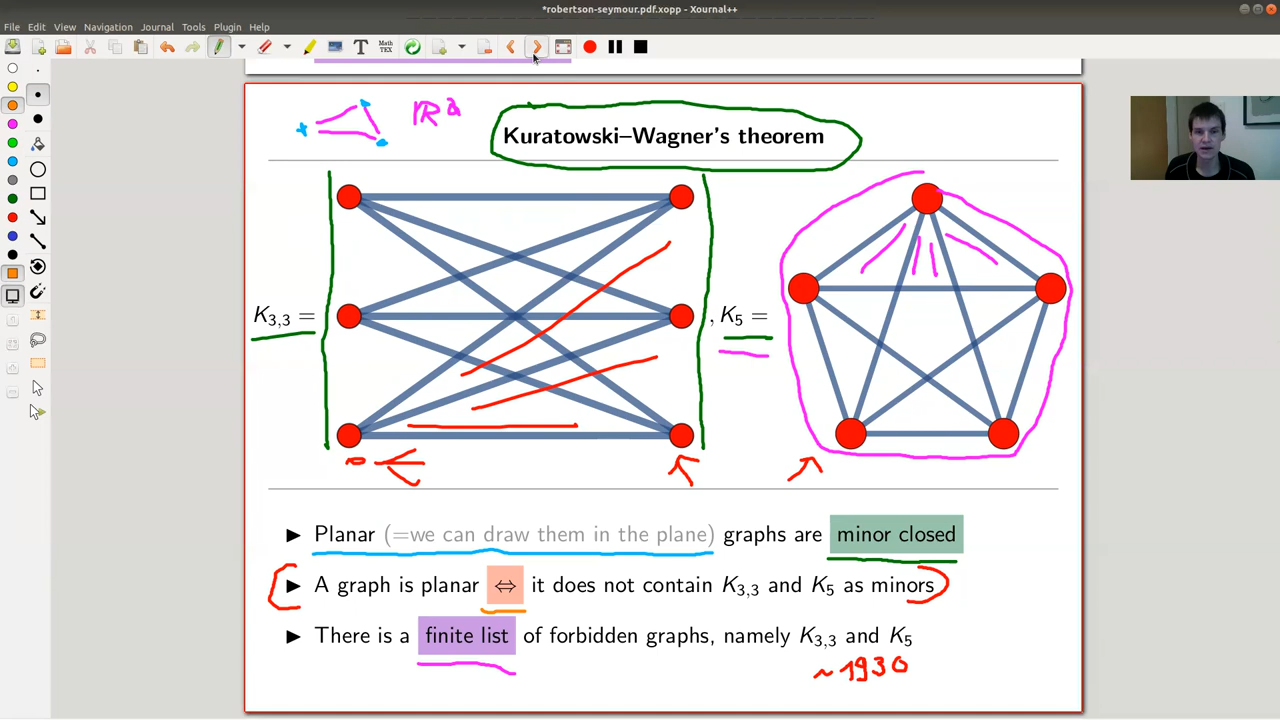 *robertson-seymour.pdf.xopp - Xournal++
File Edit View Navigation Journal Tools Plugin Help
T Math TEX
ℝ²
Kuratowski–Wagner's theorem
K₃,₃ =
, K₅ =
► Planar (=we can draw them in the plane) graphs are minor closed
► A graph is planar ⇔ it does not contain K₃,₃ and K₅ as minors
► There is a finite list of forbidden graphs, namely K₃,₃ and K₅
~1930